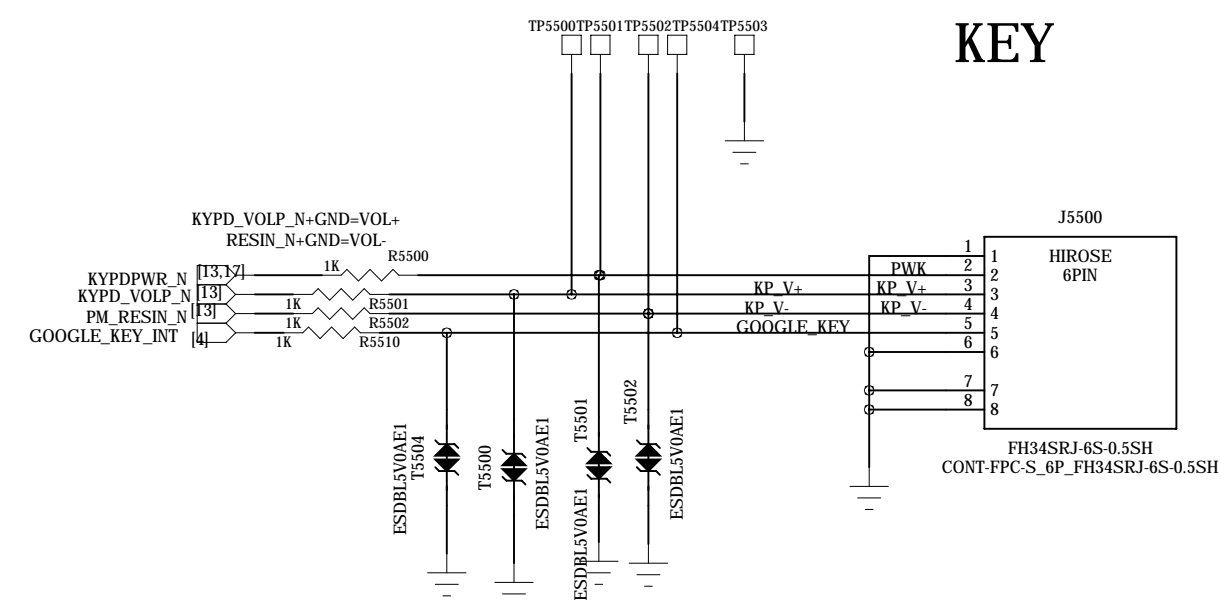 TP5500TP5501TP5502TP5504TP5503
KEY
KYPD_VOLP_N+GND=VOL+
RESIN_N+GND=VOL-
J5500
R5500
1
1
HIROSE
6PIN
KYPDPWR_N
[13,17]
1K
PWK
2
2
KYPD_VOLP_N
[13]
KP_V+
KP_V+
3
3
PM_RESIN_N
[13]
1K
R5501
KP_V-
KP_V-
4
4
GOOGLE_KEY_INT
[4]
1K
R5502
GOOGLE_KEY
5
5
1K
R5510
6
6
7
7
8
8
ESDBL5V0AE1
T5504
T5500
ESDBL5V0AE1
T5501
ESDBL5V0AE1
T5502
ESDBL5V0AE1
FH34SRJ-6S-0.5SH
CONT-FPC-S_6P_FH34SRJ-6S-0.5SH